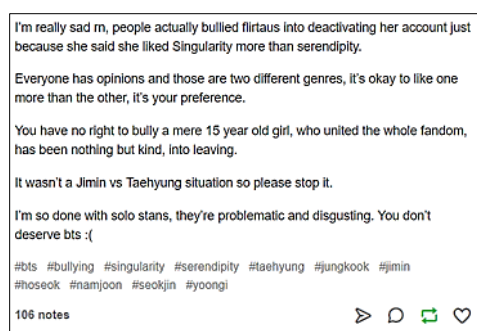 I'm really sad rn, people actually bullied flirtaus into deactivating her account just
because she said she liked Singularity more than serendipity.
Everyone has opinions and those are two different genres, it's okay to like one
more than the other, it's your preference.
You have no right to bully a mere 15 year old girl, who united the whole fandom,
has been nothing but kind, into leaving.
It wasn't a Jimin vs Taehyung situation so please stop it.
I'm so done with solo stans, they're problematic and disgusting. You don't
deserve bts :(
#bts #bullying #singularity #serendipity #taehyung #jungkook #jimin
#hoseok #namjoon #seokjin #yoongi
106 notes